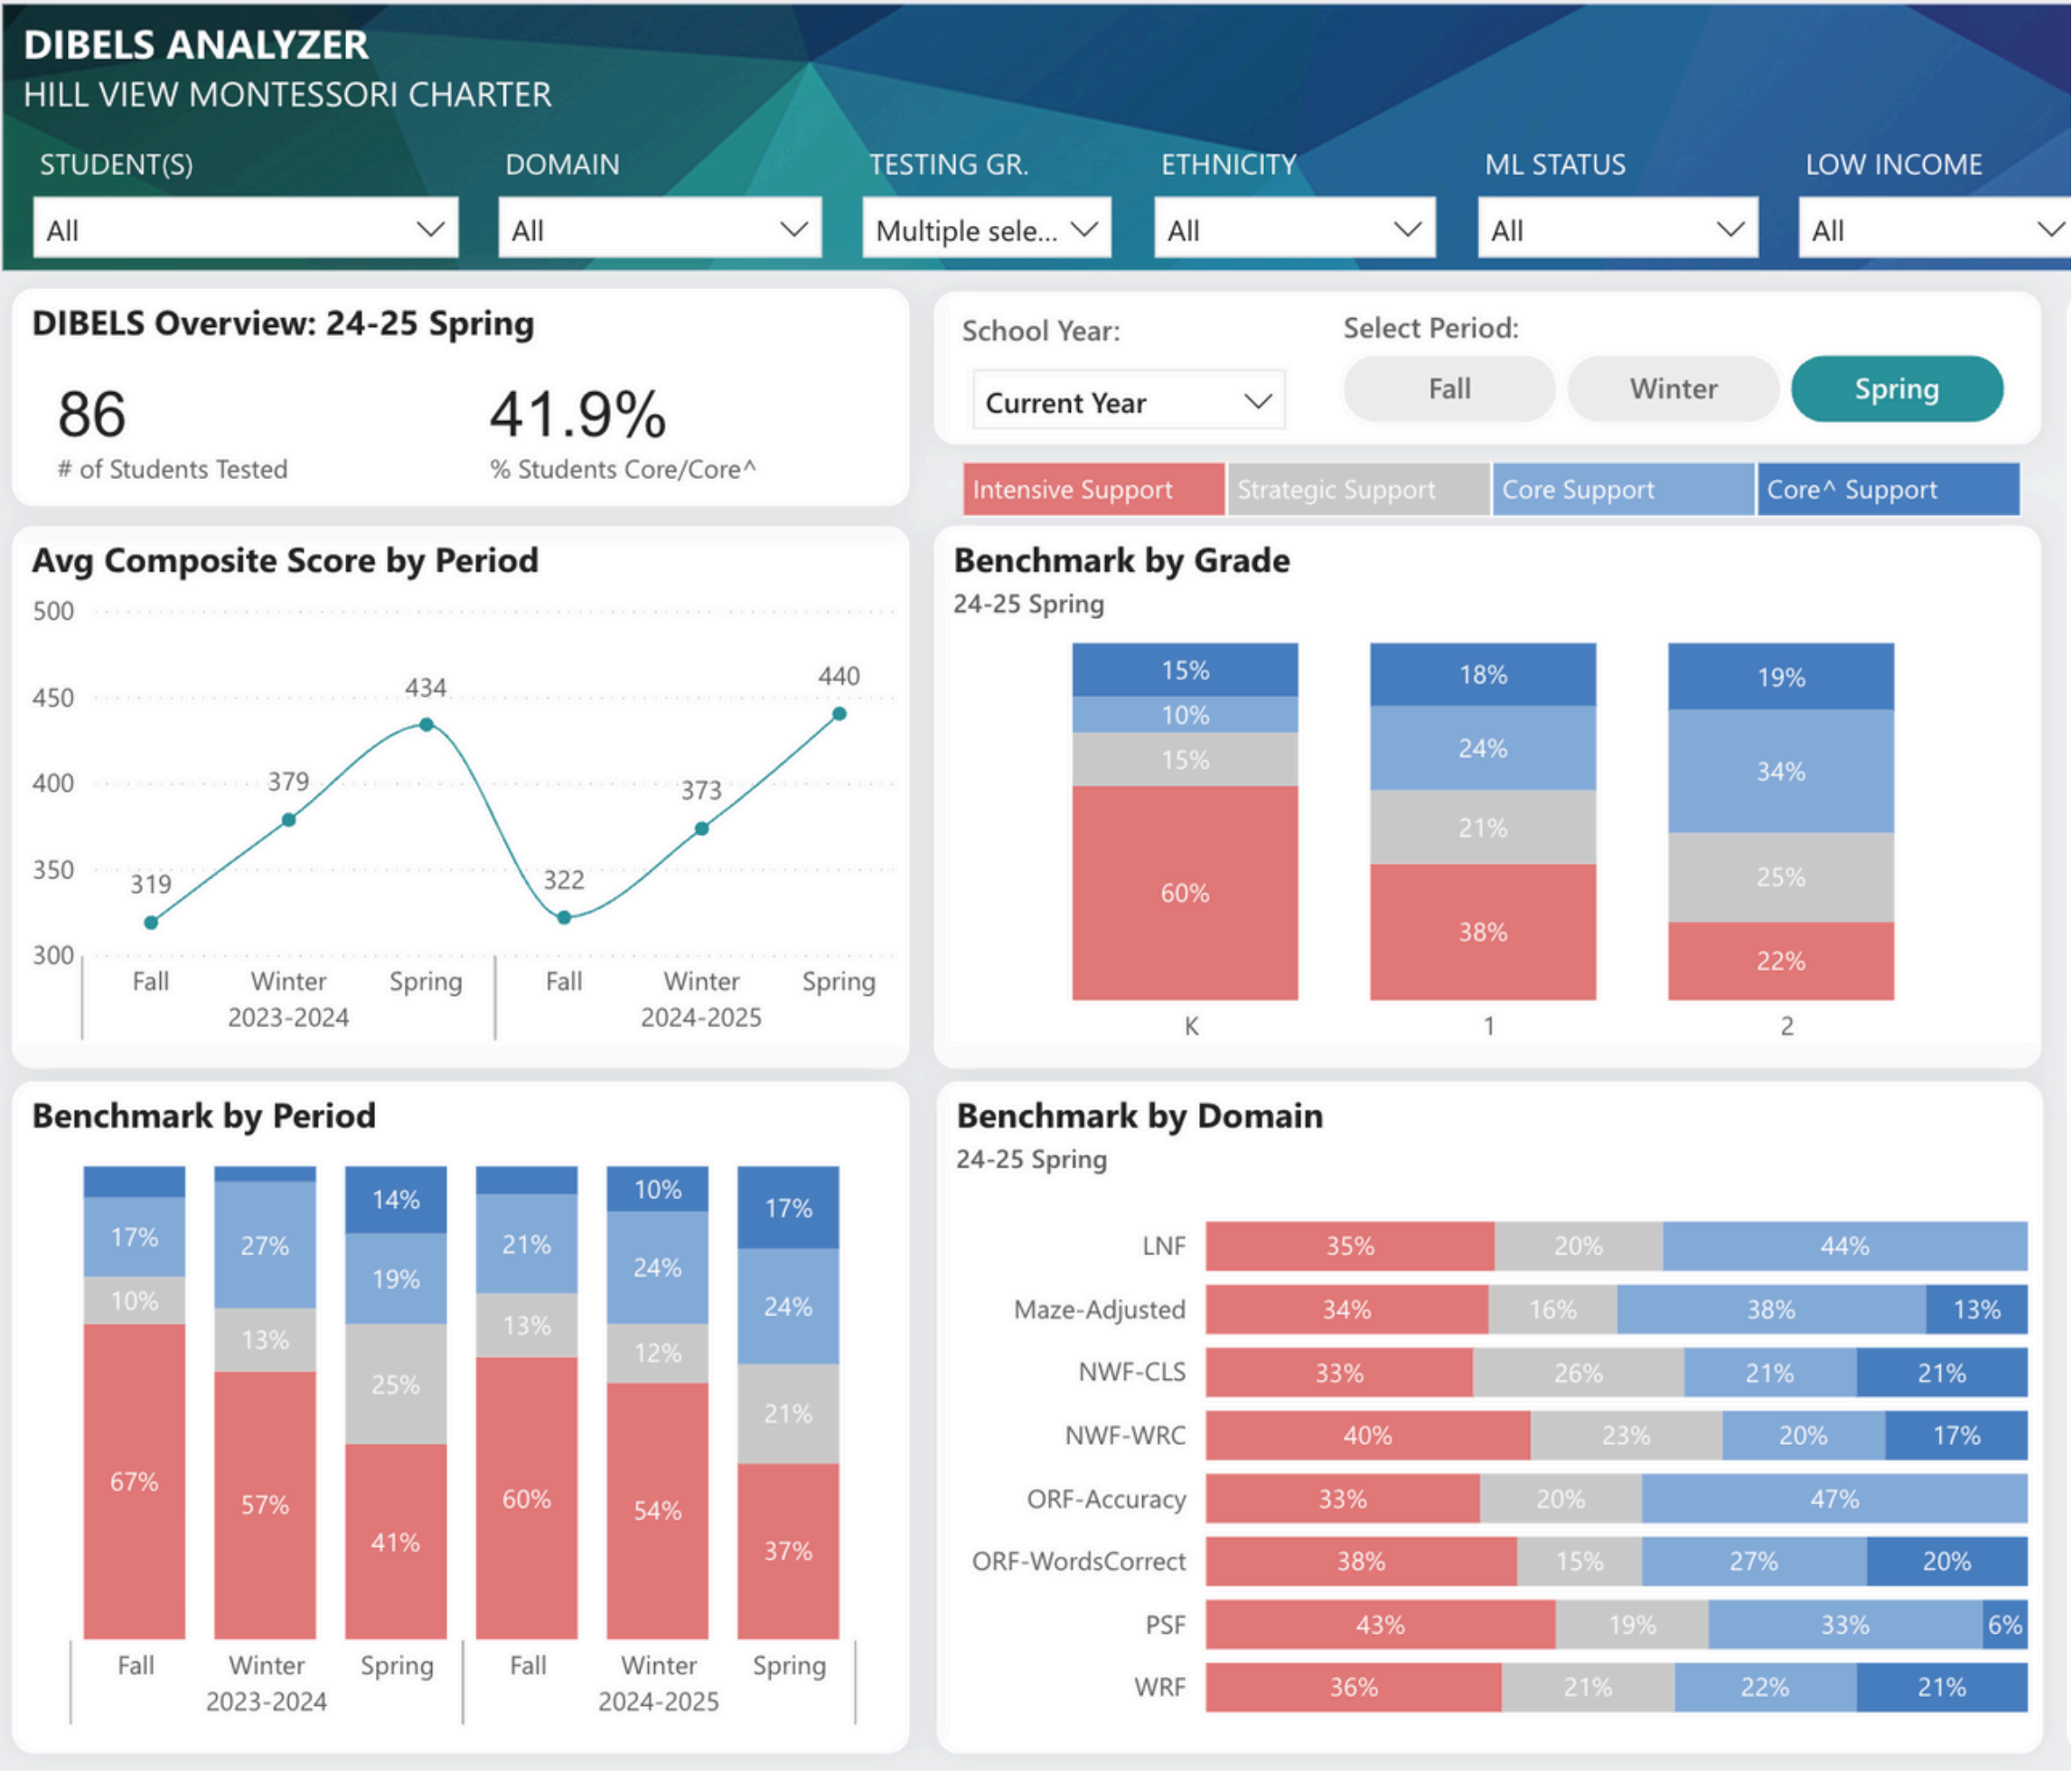 DIBELS ANALYZER
HILL VIEW MONTESSORI CHARTER
STUDENT(S) DOMAIN TESTING GR. ETHNICITY ML STATUS LOW INCOME
All All Multiple sele... All All All
DIBELS Overview: 24-25 Spring
86 41.9%
# of Students Tested % Students Core/Core^
School Year: Select Period:
Current Year Fall Winter Spring
Intensive Support Strategic Support Core Support Core^ Support
Avg Composite Score by Period
500
450
400
350
300
319 379 434 322 373 440
Fall Winter Spring Fall Winter Spring
2023-2024 2024-2025
Benchmark by Grade
24-25 Spring
15% 18% 19%
10% 24% 34%
15% 21% 25%
60% 38% 22%
K 1 2
Benchmark by Period
14% 10% 17%
17% 27% 19% 21% 24% 24%
10% 13% 25% 13% 12% 21%
67% 57% 41% 60% 54% 37%
Fall Winter Spring Fall Winter Spring
2023-2024 2024-2025
Benchmark by Domain
24-25 Spring
LNF 35% 20% 44%
Maze-Adjusted 34% 16% 38% 13%
NWF-CLS 33% 26% 21% 21%
NWF-WRC 40% 23% 20% 17%
ORF-Accuracy 33% 20% 47%
ORF-WordsCorrect 38% 15% 27% 20%
PSF 43% 19% 33% 6%
WRF 36% 21% 22% 21%